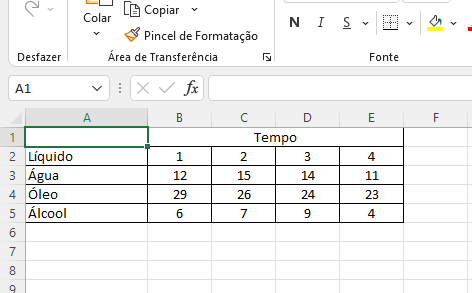 Colar
Copiar
Pincel de Formatação
N I S
Desfazer Área de Transferência Fonte
A1 fx
A B C D E F
1 Tempo
2 Líquido 1 2 3 4
3 Água 12 15 14 11
4 Óleo 29 26 24 23
5 Álcool 6 7 9 4
6
7
8
9